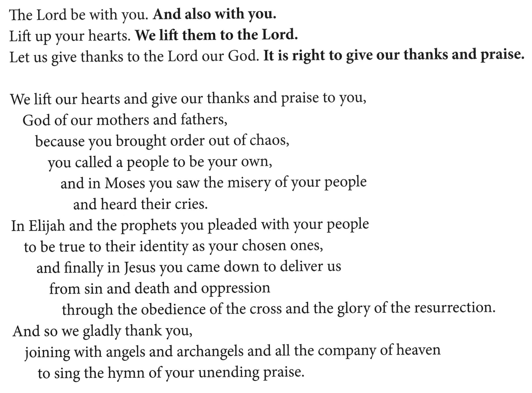 The Lord be with you. And also with you.
Lift up your hearts. We lift them to the Lord.
Let us give thanks to the Lord our God. It is right to give our thanks and praise.
We lift our hearts and give our thanks and praise to you,
God of our mothers and fathers,
because you brought order out of chaos,
you called a people to be your own,
and in Moses you saw the misery of your people
and heard their cries.
In Elijah and the prophets you pleaded with your people
to be true to their identity as your chosen ones,
and finally in Jesus you came down to deliver us
from sin and death and oppression
through the obedience of the cross and the glory of the resurrection.
And so we gladly thank you,
joining with angels and archangels and all the company of heaven
to sing the hymn of your unending praise.